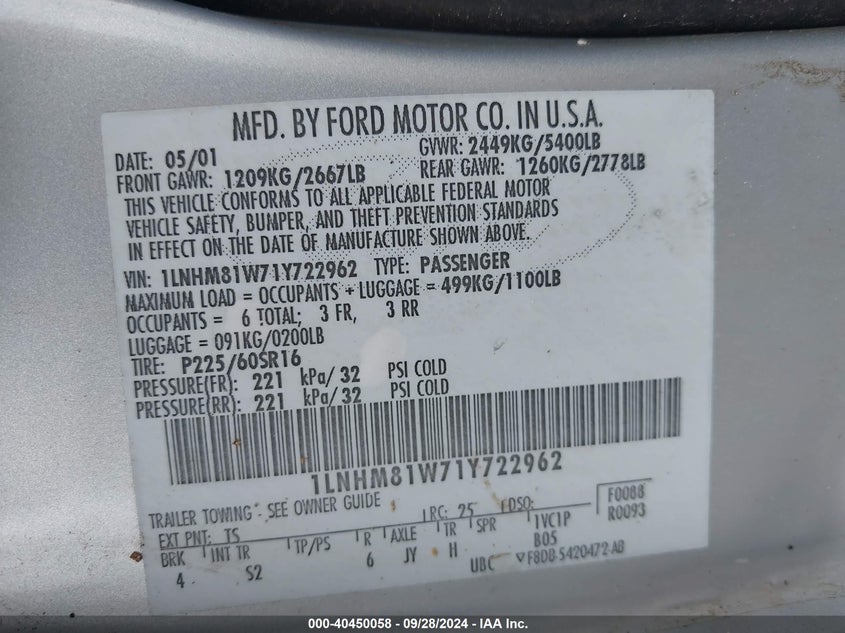 MFD. BY FORD MOTOR CO. IN U.S.A.
DATE: 05/01 GVWR: 2449KG/5400LB
FRONT GAWR: 1209KG/2667LB REAR GAWR: 1260KG/2778LB
THIS VEHICLE CONFORMS TO ALL APPLICABLE FEDERAL MOTOR
VEHICLE SAFETY, BUMPER, AND THEFT PREVENTION STANDARDS
IN EFFECT ON THE DATE OF MANUFACTURE SHOWN ABOVE.
VIN: 1LNHM81W71Y722962 TYPE: PASSENGER
MAXIMUM LOAD = OCCUPANTS + LUGGAGE = 499KG/1100LB
OCCUPANTS = 6 TOTAL; 3 FR, 3 RR
LUGGAGE = 091KG/0200LB
TIRE: P225/60SR16
PRESSURE(FR): 221 kPa/ 32 PSI COLD
PRESSURE(RR): 221 kPa/ 32 PSI COLD
1LNHM81W71Y722962
TRAILER TOWING - SEE OWNER GUIDE RC: 25 DSO: F0088
EXT PNT: TS R0093
BRK INT TR TP/PS R AXLE TR SPR 1VC1P
4 S2 6 JY H B05
UBC F8DB-5420472-AB
000-40450058 - 09/28/2024 - IAA Inc.